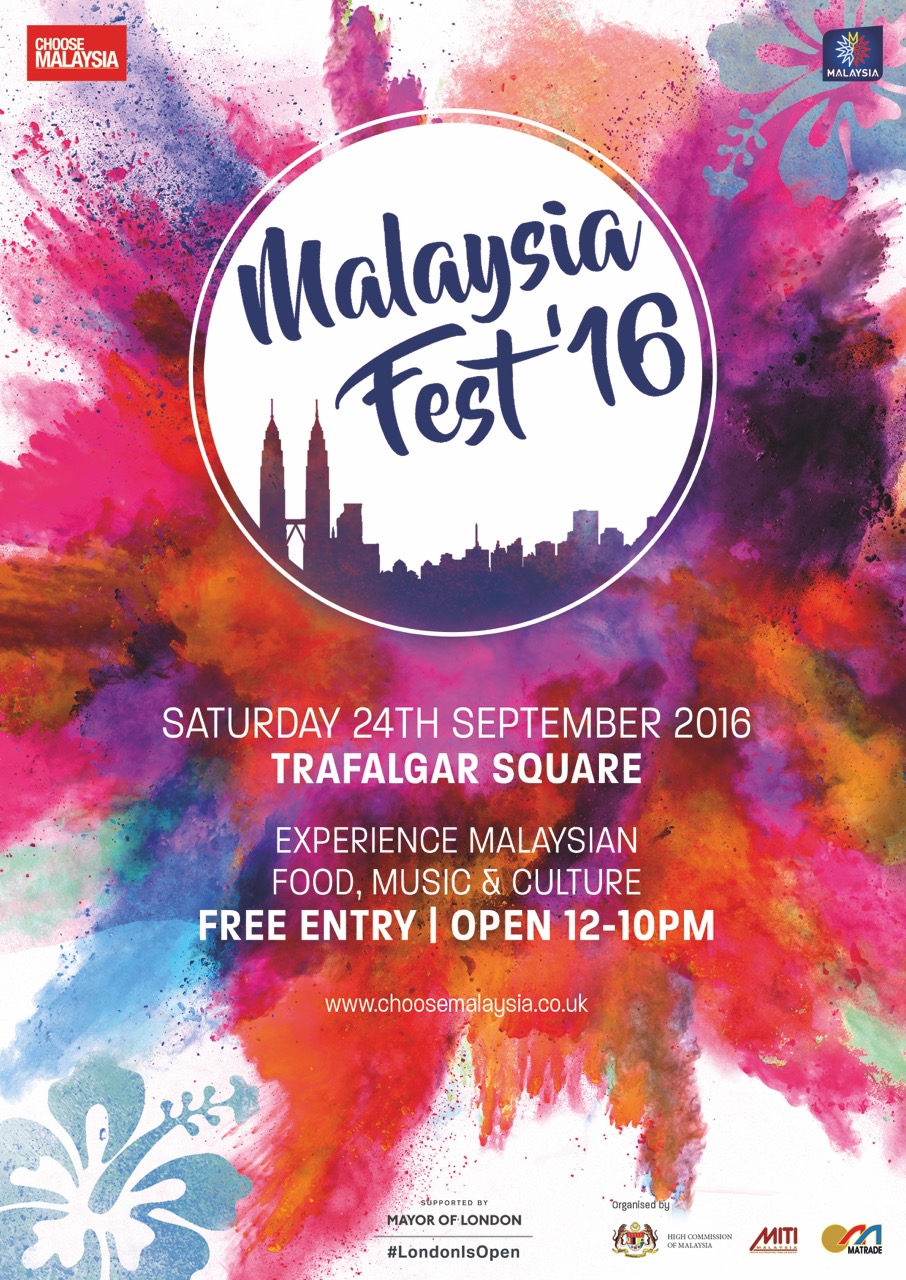 CHOOSE
MALAYSIA
MALAYSIA
Malaysia
Fest '16
SATURDAY 24TH SEPTEMBER 2016
TRAFALGAR SQUARE
EXPERIENCE MALAYSIAN
FOOD, MUSIC & CULTURE
FREE ENTRY | OPEN 12-10PM
www.choosemalaysia.co.uk
SUPPORTED BY
MAYOR OF LONDON
#LondonIsOpen
Organised by
HIGH COMMISSION
OF MALAYSIA
MITI
MALAYSIA
MATRADE